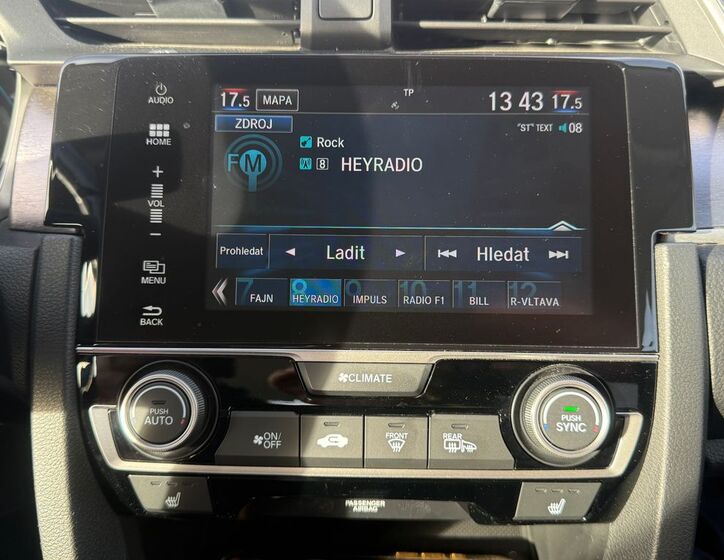 AUDIO
HOME
+
VOL
−
MENU
BACK
17.5 MAPA TP 13 43 17.5
ZDROJ "ST" TEXT 08
FM Rock
8 HEYRADIO
Prohledat ◄ Ladit ► ⏮ Hledat ⏭
7 FAJN 8 HEYRADIO 9 IMPULS 10 RADIO F1 11 BILL 12 R-VLTAVA
CLIMATE
PUSH AUTO
ON/OFF
FRONT
REAR
PUSH SYNC
PASSENGER
AIRBAG